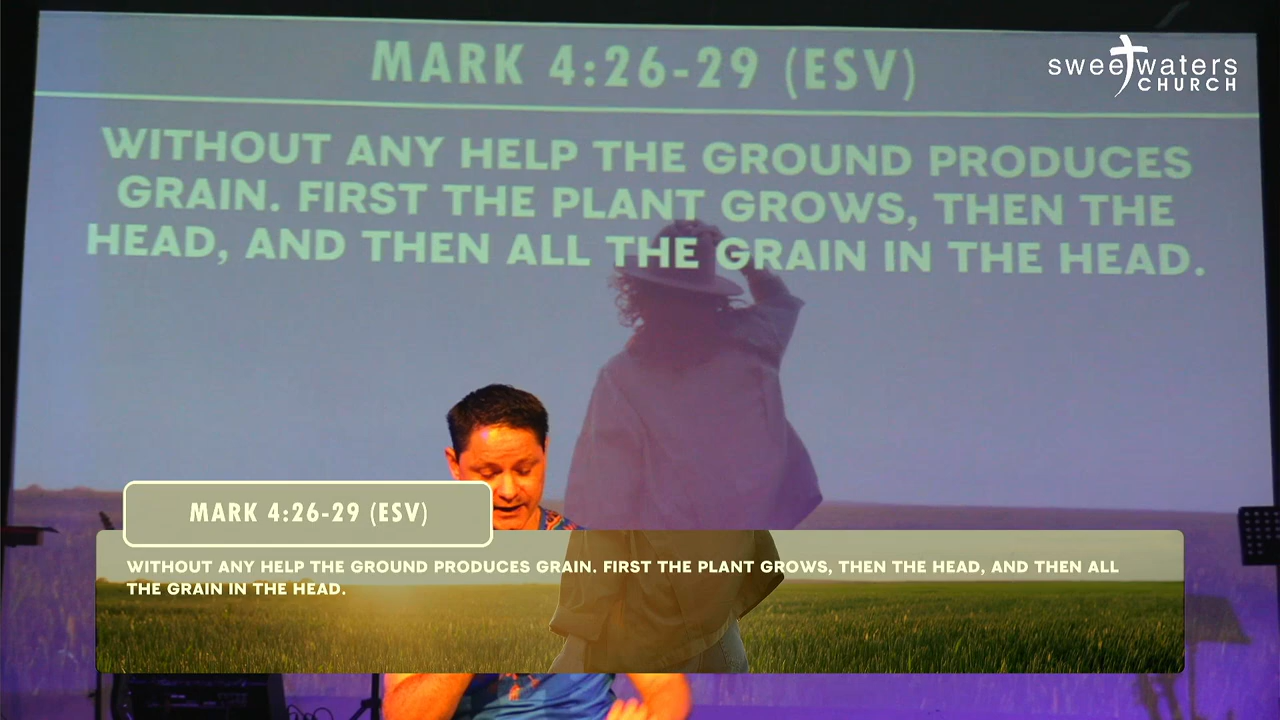 MARK 4:26-29 (ESV)
sweetwaters
CHURCH
WITHOUT ANY HELP THE GROUND PRODUCES
GRAIN. FIRST THE PLANT GROWS, THEN THE
HEAD, AND THEN ALL THE GRAIN IN THE HEAD.
MARK 4:26-29 (ESV)
WITHOUT ANY HELP THE GROUND PRODUCES GRAIN. FIRST THE PLANT GROWS, THEN THE HEAD, AND THEN ALL
THE GRAIN IN THE HEAD.